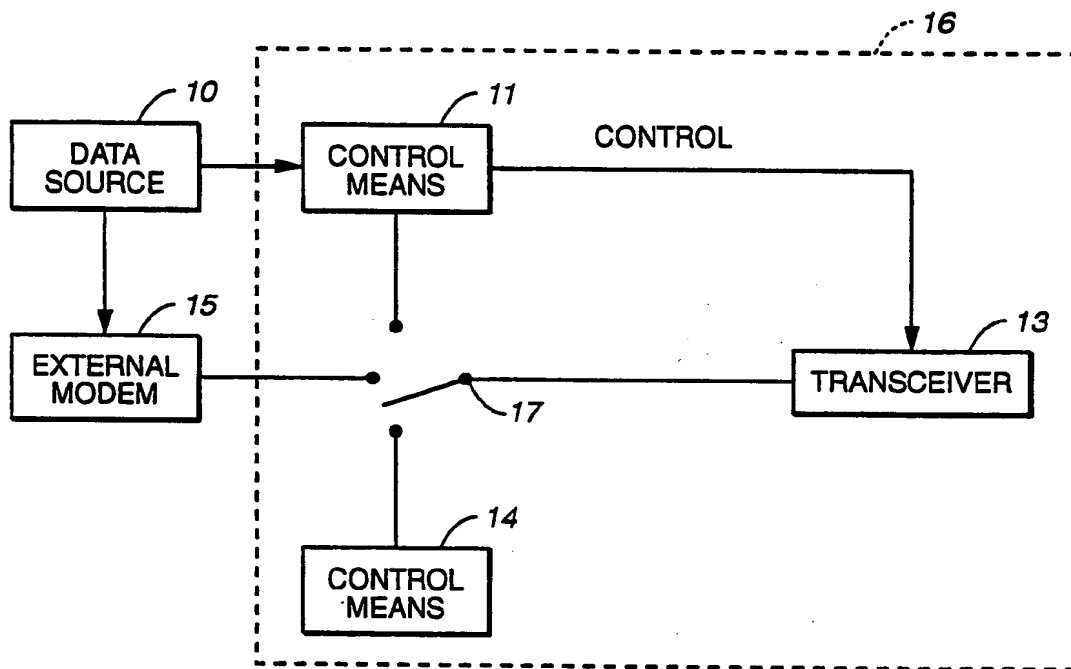 16
10
11
DATA
SOURCE
CONTROL
MEANS
CONTROL
15
13
EXTERNAL
MODEM
TRANSCEIVER
17
14
CONTROL
MEANS